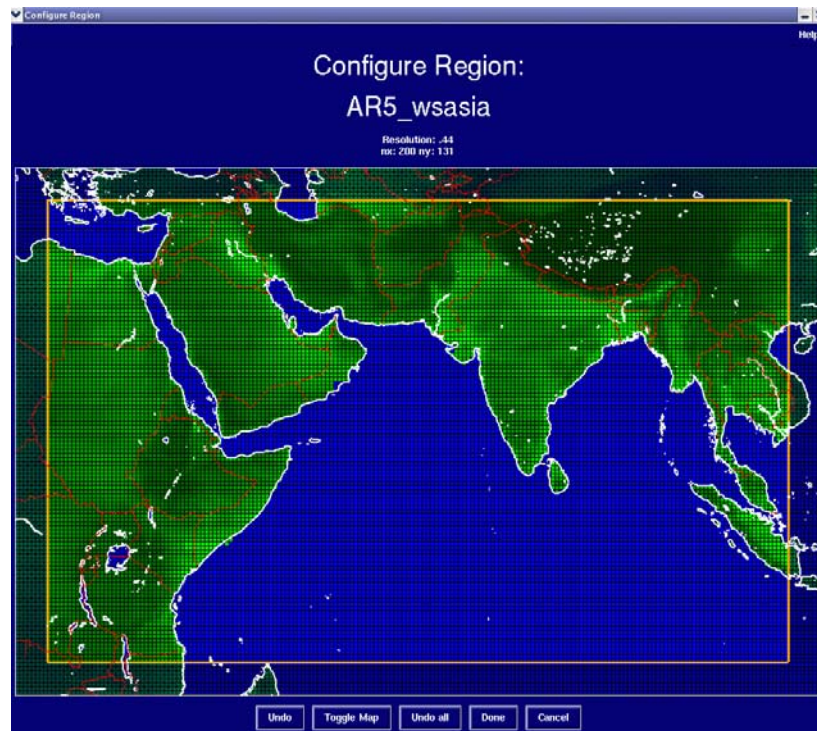 Configure Region
Help
Configure Region:
AR5_wsasia
Resolution: .44
nx: 200 ny: 131
Undo
Toggle Map
Undo all
Done
Cancel